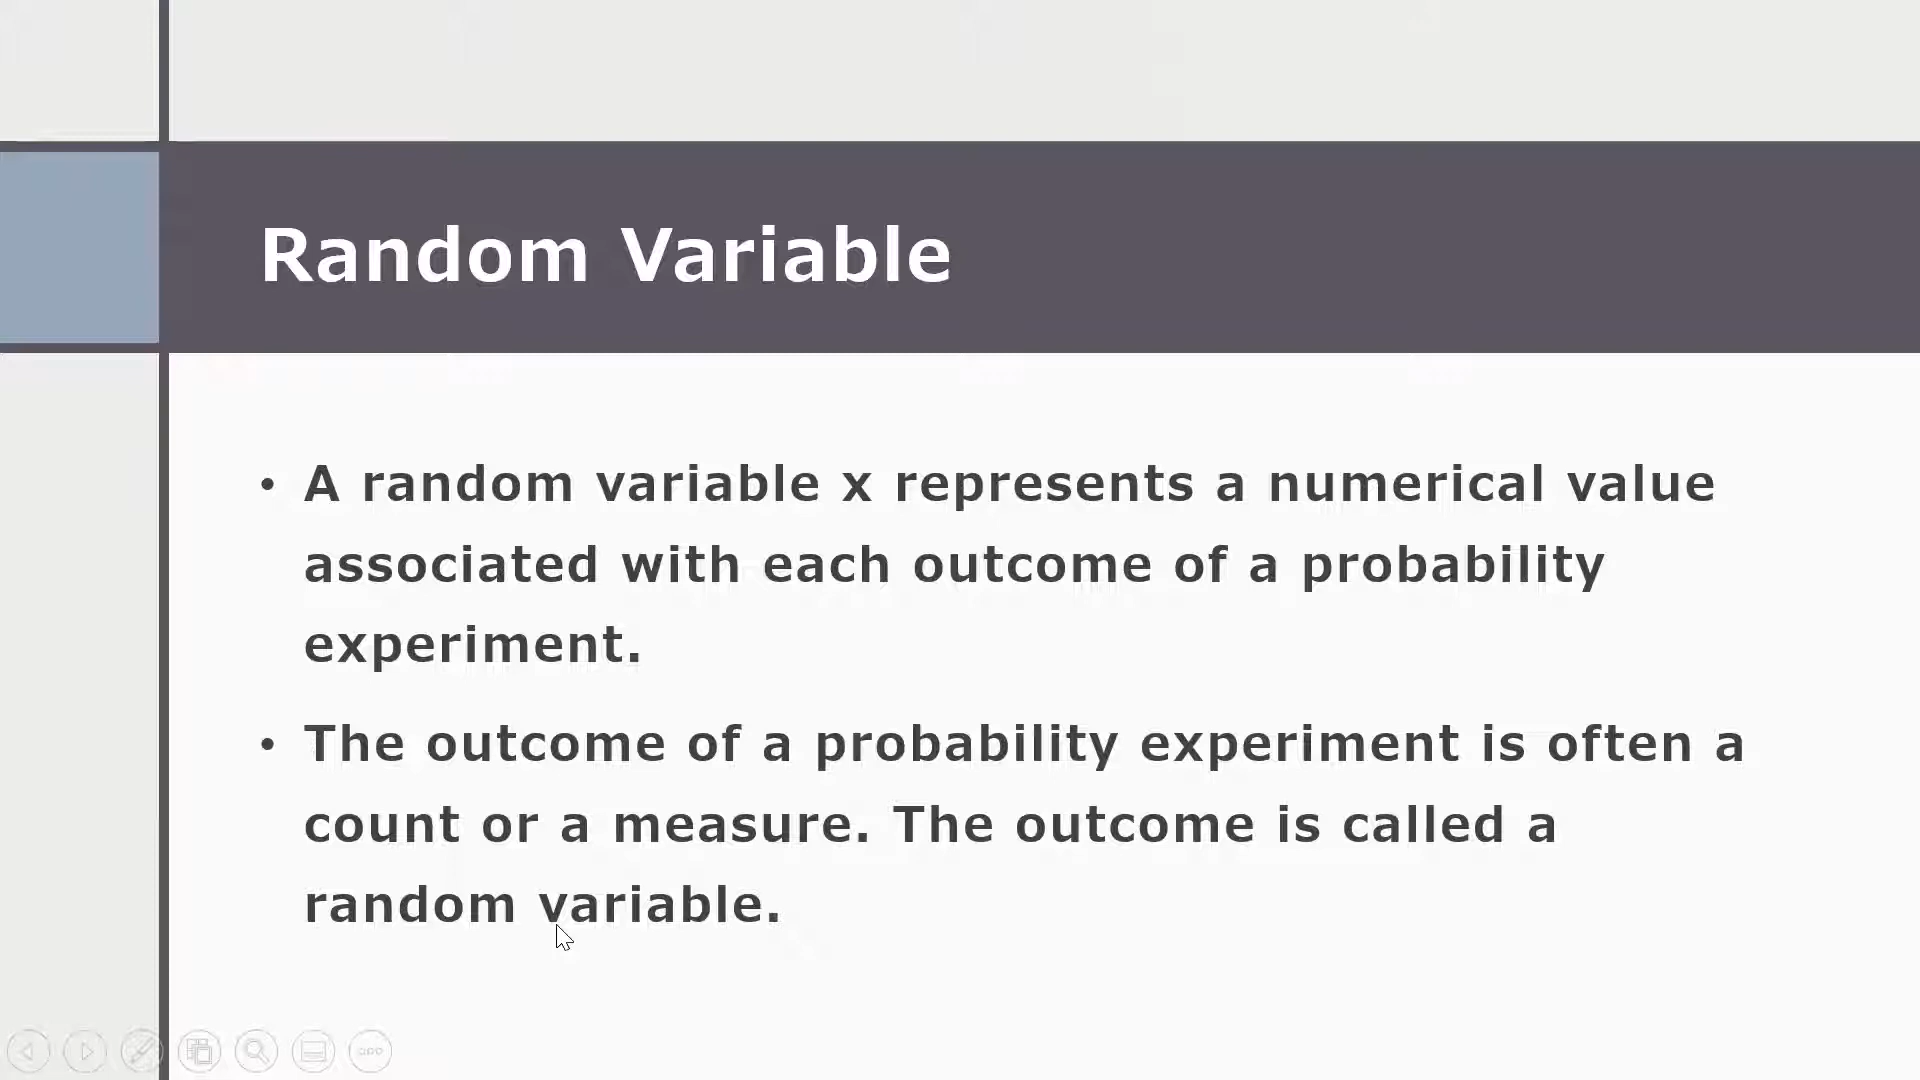 Random Variable
• A random variable x represents a numerical value
associated with each outcome of a probability
experiment.
• The outcome of a probability experiment is often a
count or a measure. The outcome is called a
random variable.